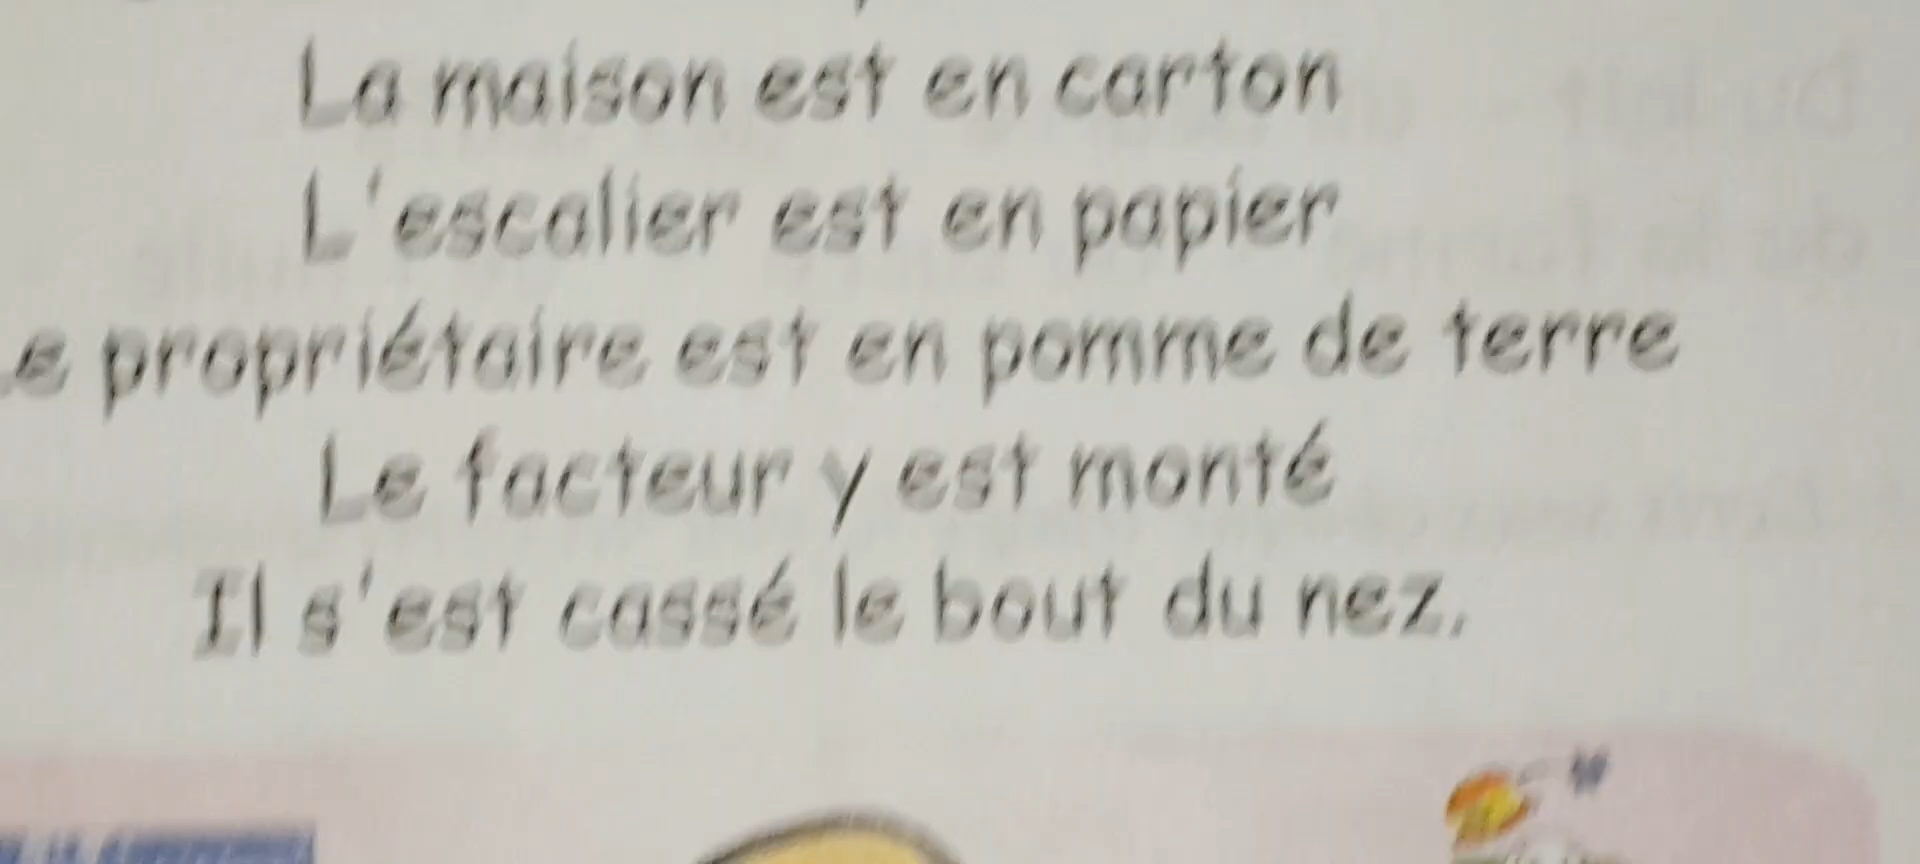 La maison est en carton
L'escalier est en papier
Le propriétaire est en pomme de terre
Le facteur y est monté
Il s'est cassé le bout du nez.